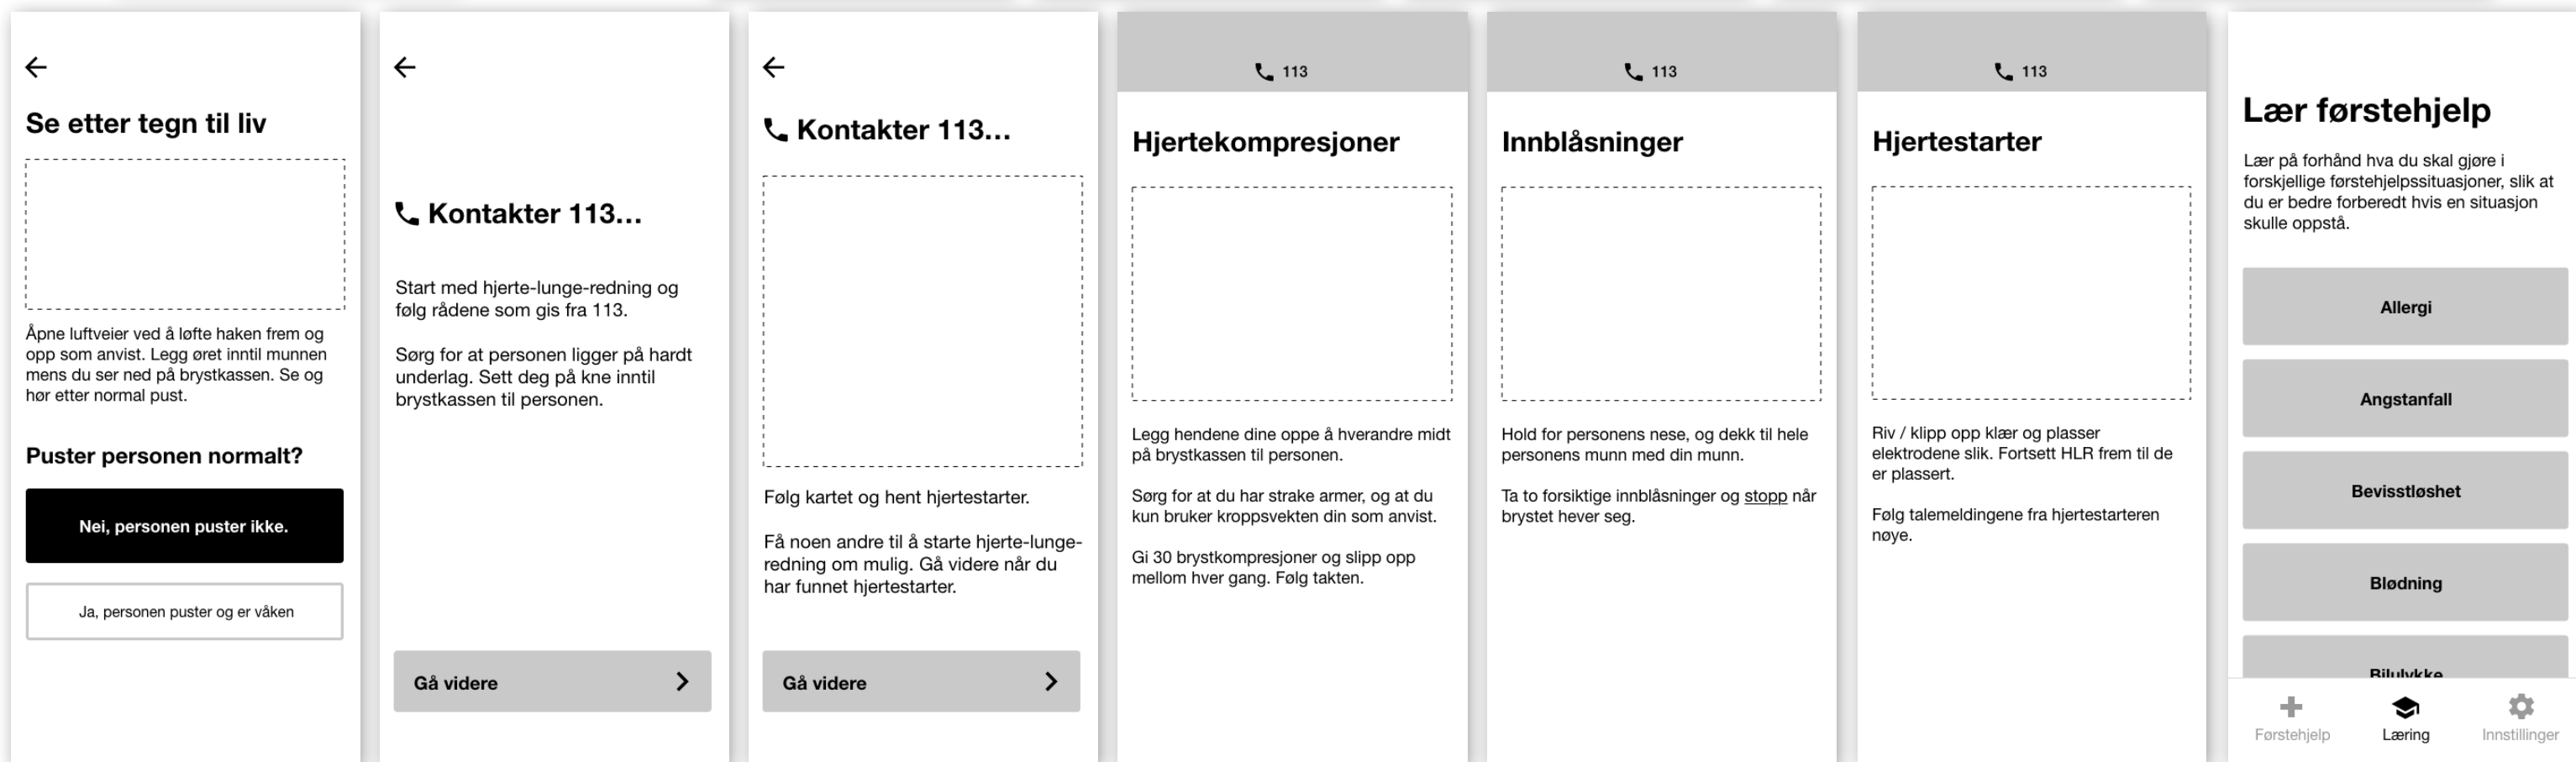 Se etter tegn til liv
Åpne luftveier ved å løfte haken frem og
opp som anvist. Legg øret inntil munnen
mens du ser ned på brystkassen. Se og
hør etter normal pust.
Puster personen normalt?
Nei, personen puster ikke.
Ja, personen puster og er våken
Kontakter 113...
Start med hjerte-lunge-redning og
følg rådene som gis fra 113.
Sørg for at personen ligger på hardt
underlag. Sett deg på kne inntil
brystkassen til personen.
Gå videre
Kontakter 113...
Følg kartet og hent hjertestarter.
Få noen andre til å starte hjerte-lunge-
redning om mulig. Gå videre når du
har funnet hjertestarter.
Gå videre
113
Hjertekompresjoner
Legg hendene dine oppe å hverandre midt
på brystkassen til personen.
Sørg for at du har strake armer, og at du
kun bruker kroppsvekten din som anvist.
Gi 30 brystkompresjoner og slipp opp
mellom hver gang. Følg takten.
113
Innblåsninger
Hold for personens nese, og dekk til hele
personens munn med din munn.
Ta to forsiktige innblåsninger og stopp når
brystet hever seg.
113
Hjertestarter
Riv / klipp opp klær og plasser
elektrodene slik. Fortsett HLR frem til de
er plassert.
Følg talemeldingene fra hjertestarteren
nøye.
Lær førstehjelp
Lær på forhånd hva du skal gjøre i
forskjellige førstehjelpssituasjoner, slik at
du er bedre forberedt hvis en situasjon
skulle oppstå.
Allergi
Angstanfall
Bevisstløshet
Blødning
Bilulykke
Førstehjelp
Læring
Innstillinger